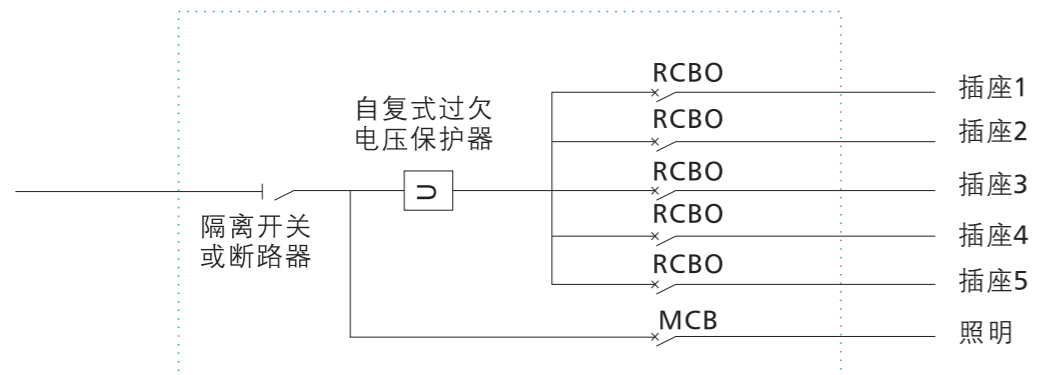 RCBO
插座1
自复式过欠
电压保护器
RCBO
插座2
RCBO
插座3
U
隔离开关
或断路器
RCBO
插座4
RCBO
插座5
MCB
照明